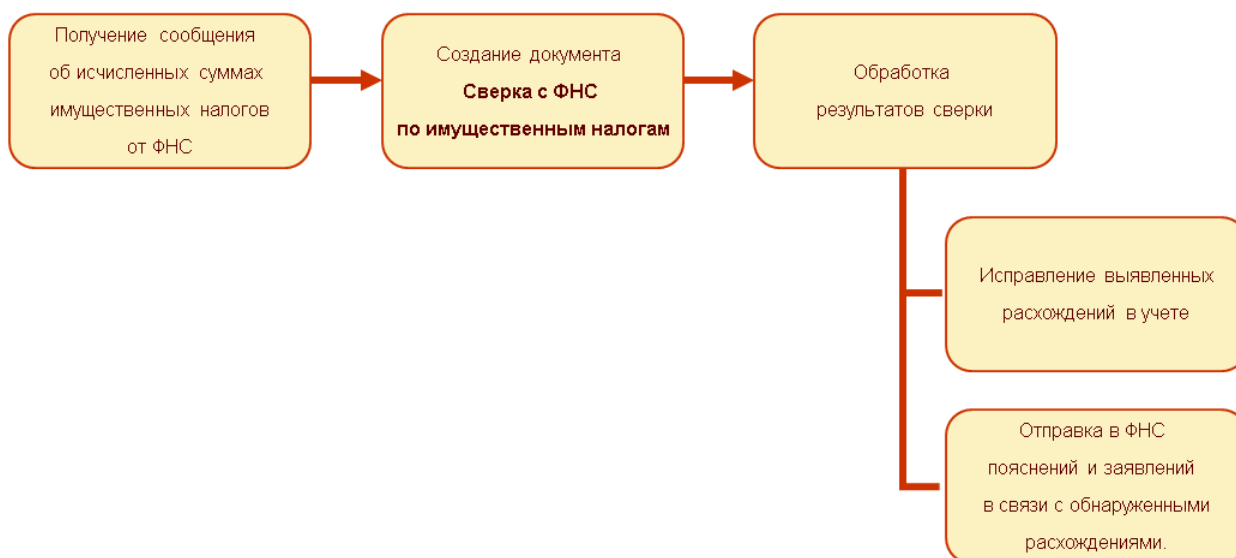 Получение сообщения
об исчисленных суммах
имущественных налогов
от ФНС
Создание документа
Сверка с ФНС
по имущественным налогам
Обработка
результатов сверки
Исправление выявленных
расхождений в учете
Отправка в ФНС
пояснений и заявлений
в связи с обнаруженными
расхождениями.